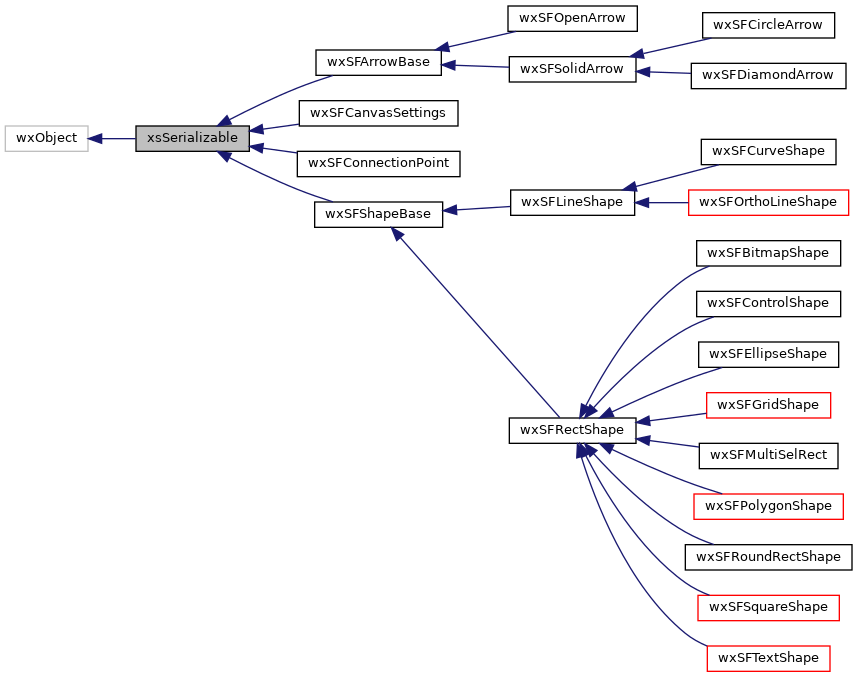 wxObject
xsSerializable
wxSFArrowBase
wxSFCanvasSettings
wxSFConnectionPoint
wxSFShapeBase
wxSFOpenArrow
wxSFSolidArrow
wxSFLineShape
wxSFRectShape
wxSFCircleArrow
wxSFDiamondArrow
wxSFCurveShape
wxSFOrthoLineShape
wxSFBitmapShape
wxSFControlShape
wxSFEllipseShape
wxSFGridShape
wxSFMultiSelRect
wxSFPolygonShape
wxSFRoundRectShape
wxSFSquareShape
wxSFTextShape